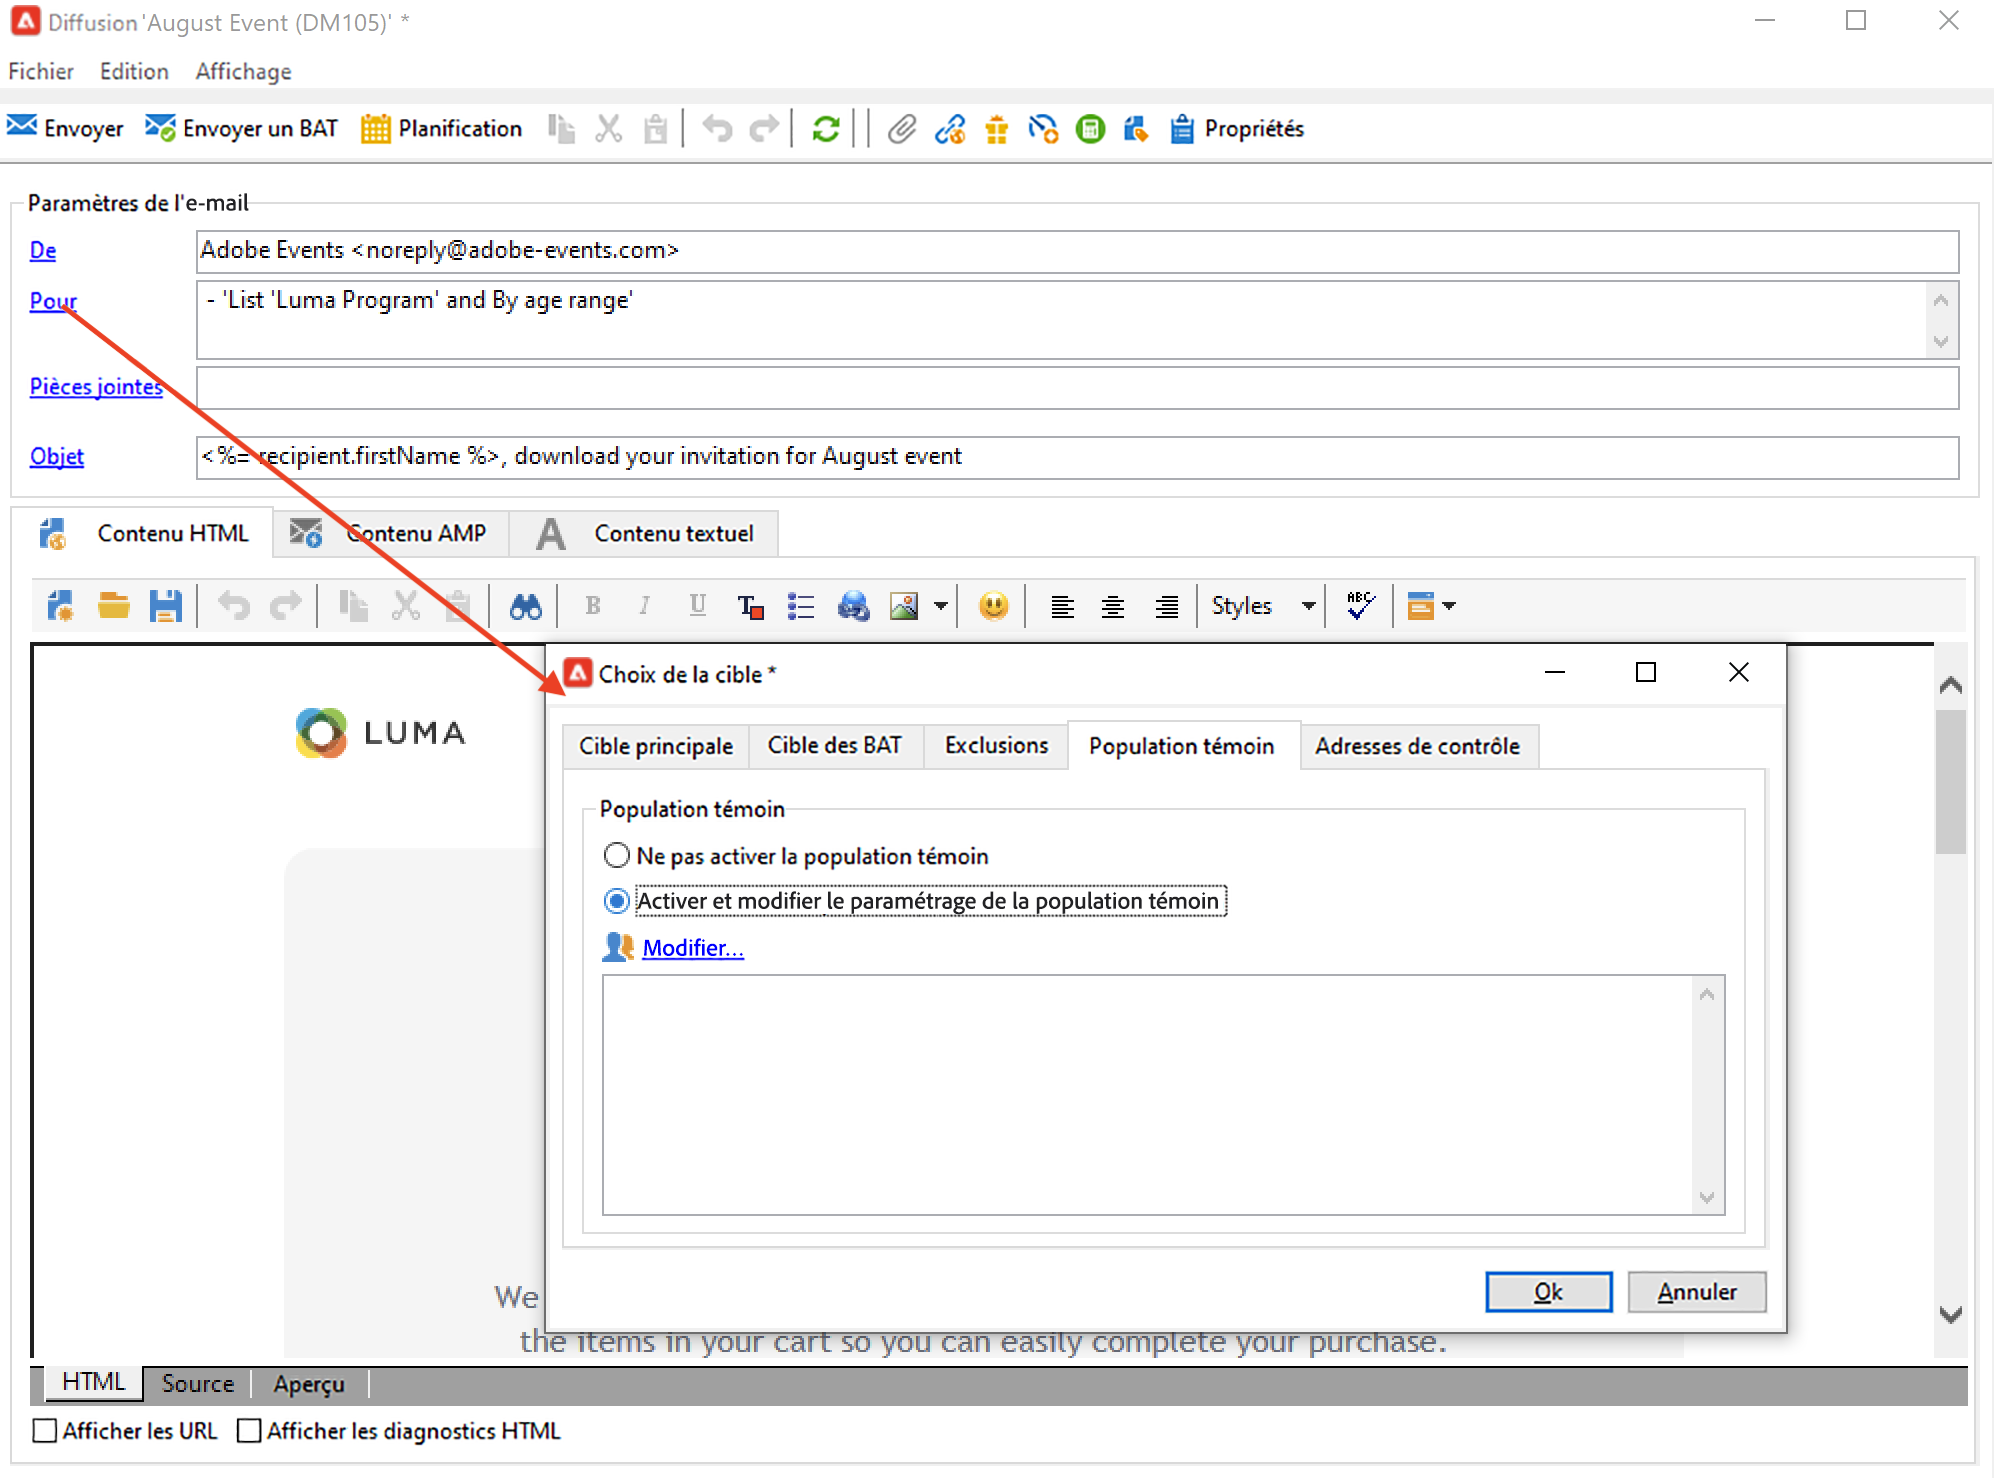 Diffusion 'August Event (DM105)' *
Fichier Edition Affichage
Envoyer Envoyer un BAT Planification Propriétés
Paramètres de l'e-mail
De Adobe Events <noreply@adobe-events.com>
Pour - 'List 'Luma Program' and By age range'
Pièces jointes
Objet <%= recipient.firstName %>, download your invitation for August event
Contenu HTML Contenu AMP A Contenu textuel
B I U T Styles ABC
LUMA
Choix de la cible *
Cible principale Cible des BAT Exclusions Population témoin Adresses de contrôle
Population témoin
Ne pas activer la population témoin
Activer et modifier le paramétrage de la population témoin
Modifier...
Ok Annuler
We
the items in your cart so you can easily complete your purchase.
HTML Source Aperçu
Afficher les URL Afficher les diagnostics HTML